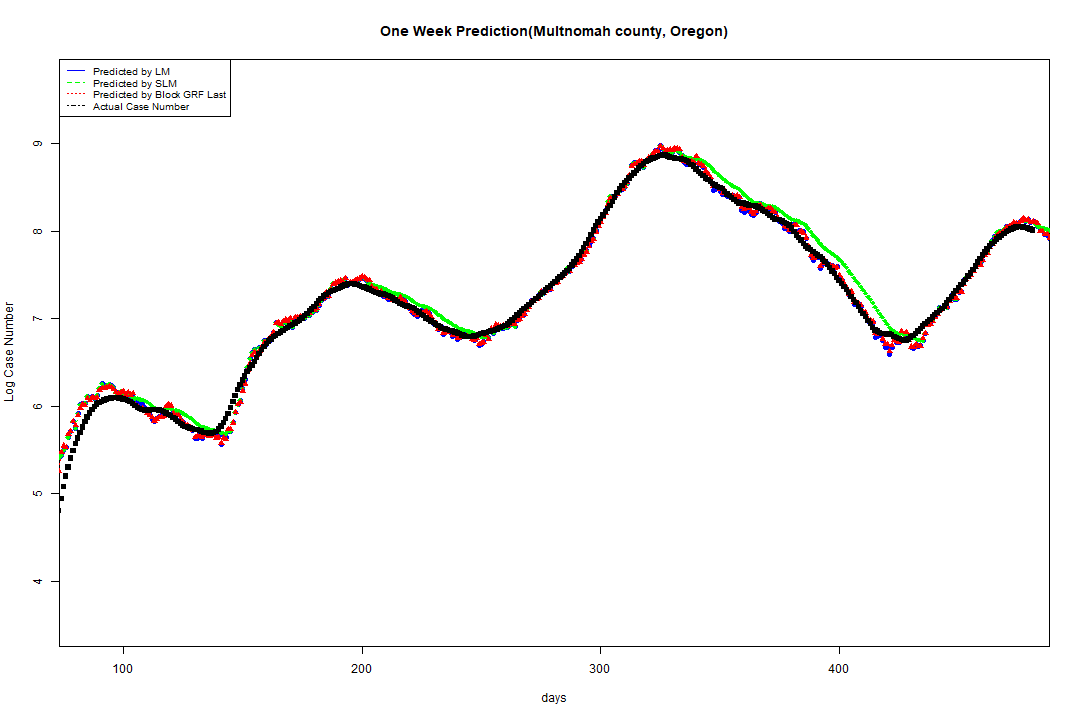 One Week Prediction(Multnomah county, Oregon)
Predicted by LM
Predicted by SLM
Predicted by Block GRF Last
Actual Case Number
9
8
7
6
5
4
Log Case Number
100 200 300 400
days